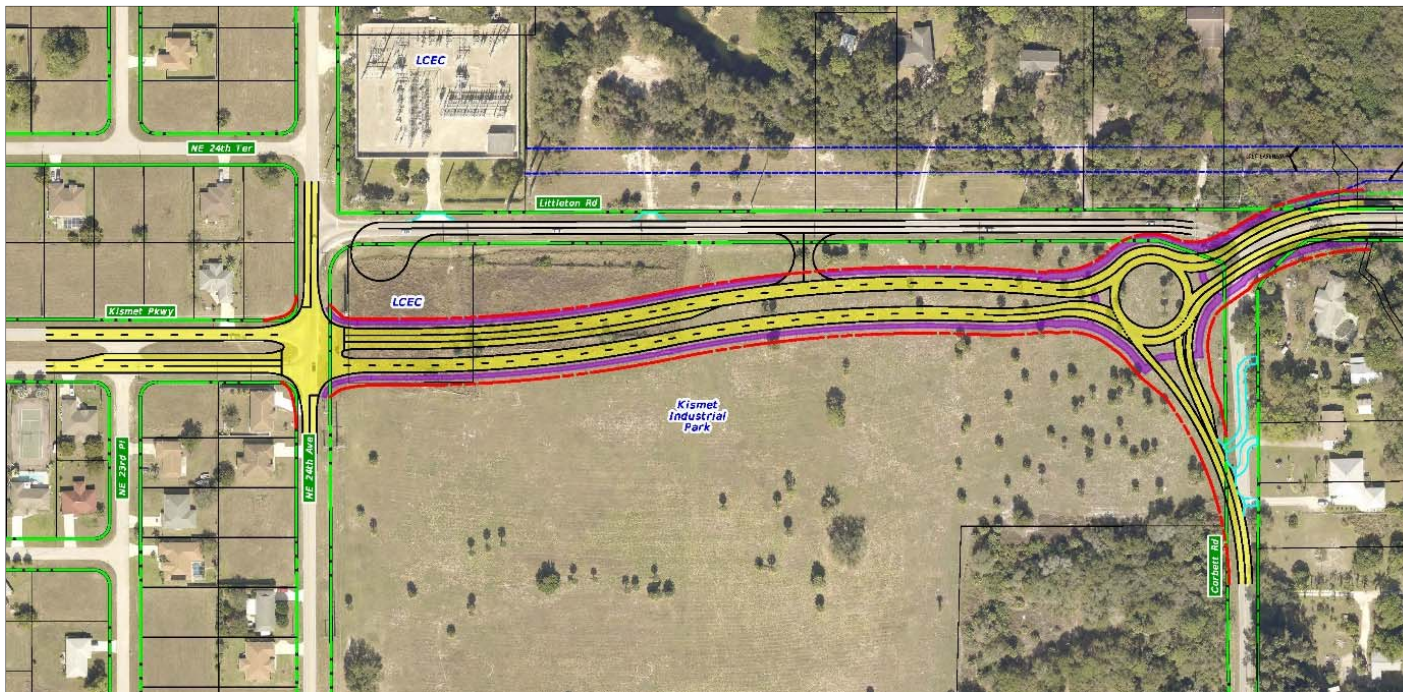 LCEC
NE 24th Ter
Littleton Rd
LCEC
Kismet Pkwy
Kismet
Industrial
Park
NE 23rd Pl
NE 24th Ave
Corbett Rd